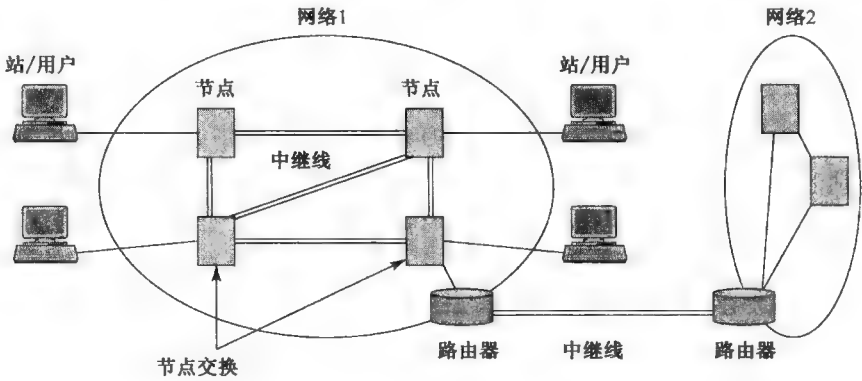 网络1
网络2
站/用户
节点
节点
站/用户
中继线
节点交换
路由器
中继线
路由器